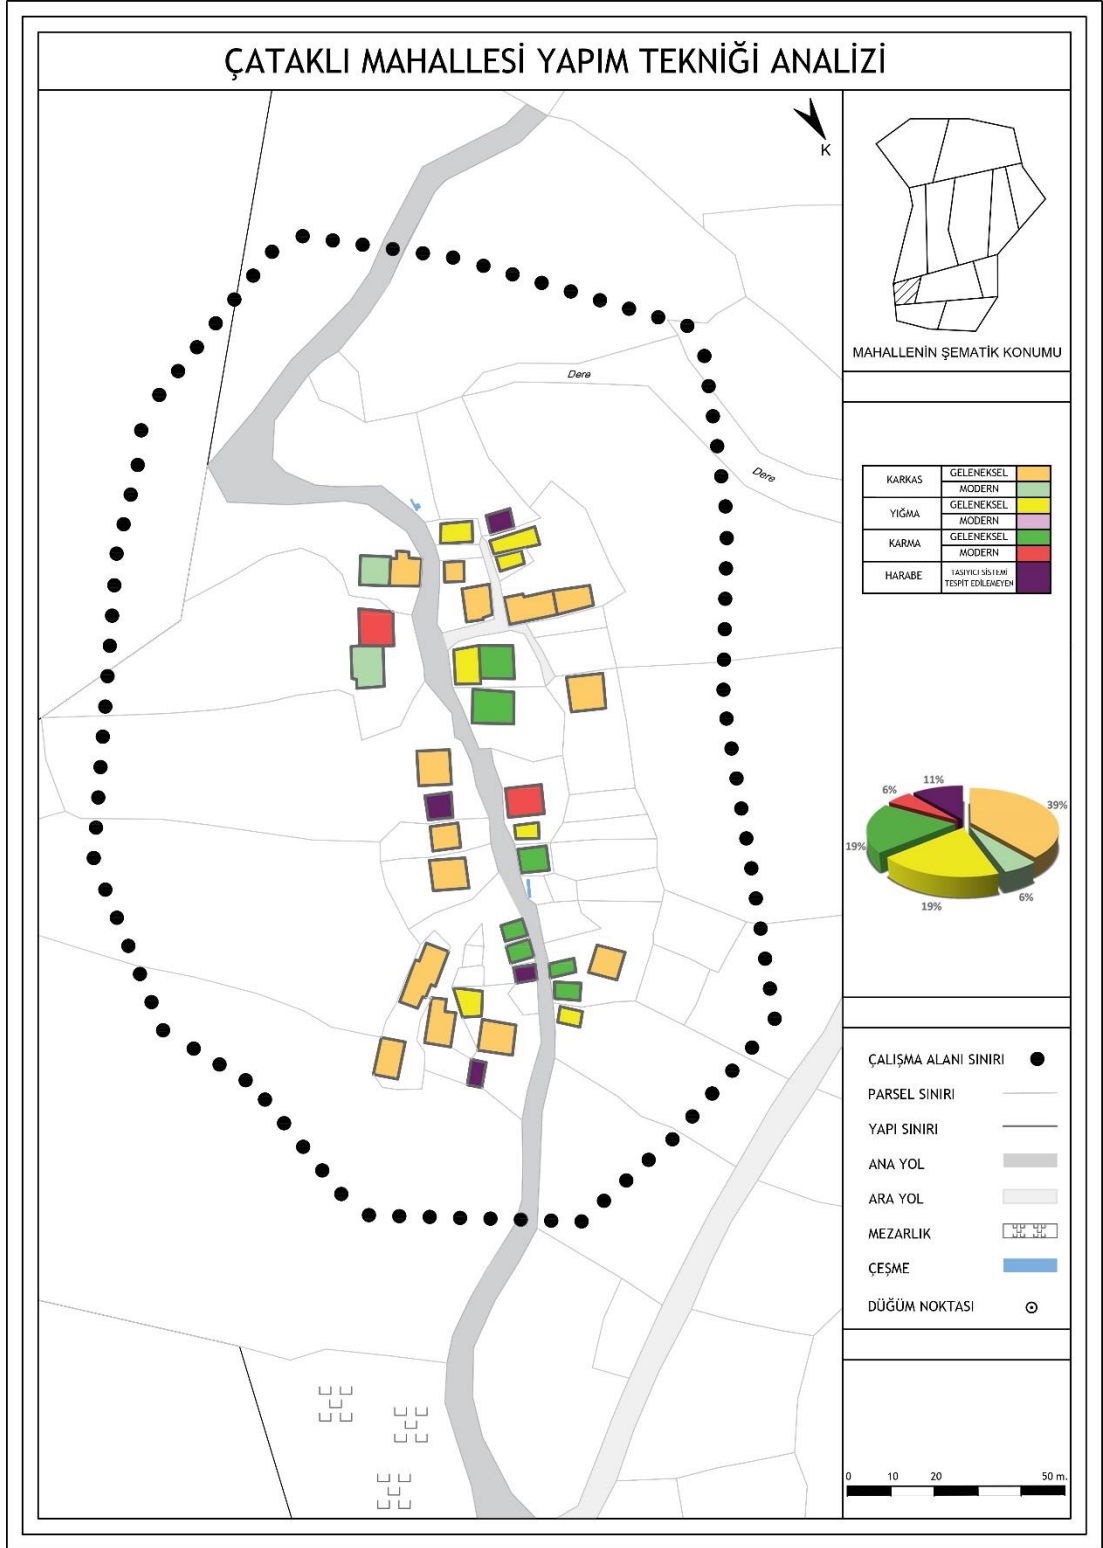 ÇATAKLI MAHALLESİ YAPIM TEKNİĞİ ANALİZİ
K
MAHALLENİN ŞEMATİK KONUMU
Dere
Dere
KARKAS
GELENEKSEL
MODERN
YIĞMA
GELENEKSEL
MODERN
KARMA
GELENEKSEL
MODERN
HARABE
TAŞIYICI SİSTEMİ
TESPİT EDİLEMEYEN
11%
6%
39%
19%
19%
6%
ÇALIŞMA ALANI SINIRI
PARSEL SINIRI
YAPI SINIRI
ANA YOL
ARA YOL
MEZARLIK
ÇEŞME
DÜĞÜM NOKTASI
0 10 20 50 m.